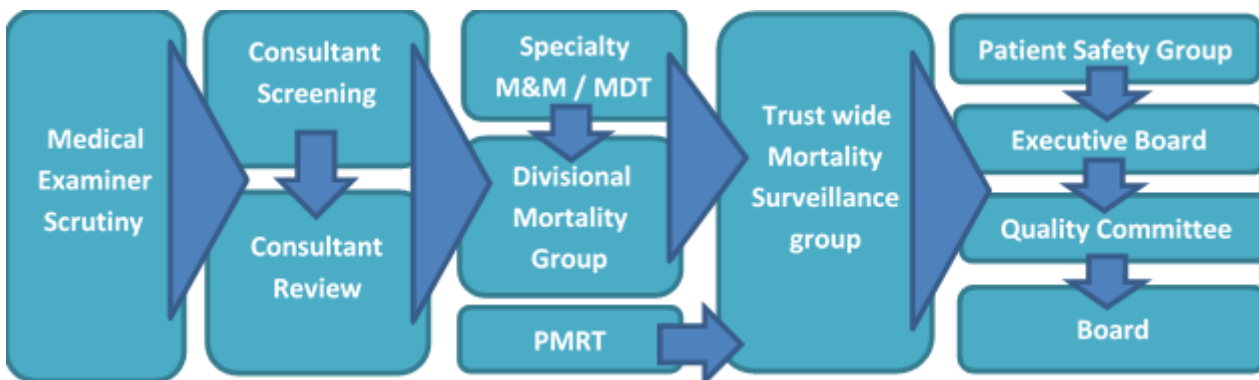 Medical
Examiner
Scrutiny
Consultant
Screening
Consultant
Review
Specialty
M&M / MDT
Divisional
Mortality
Group
PMRT
Trust wide
Mortality
Surveillance
group
Patient Safety Group
Executive Board
Quality Committee
Board